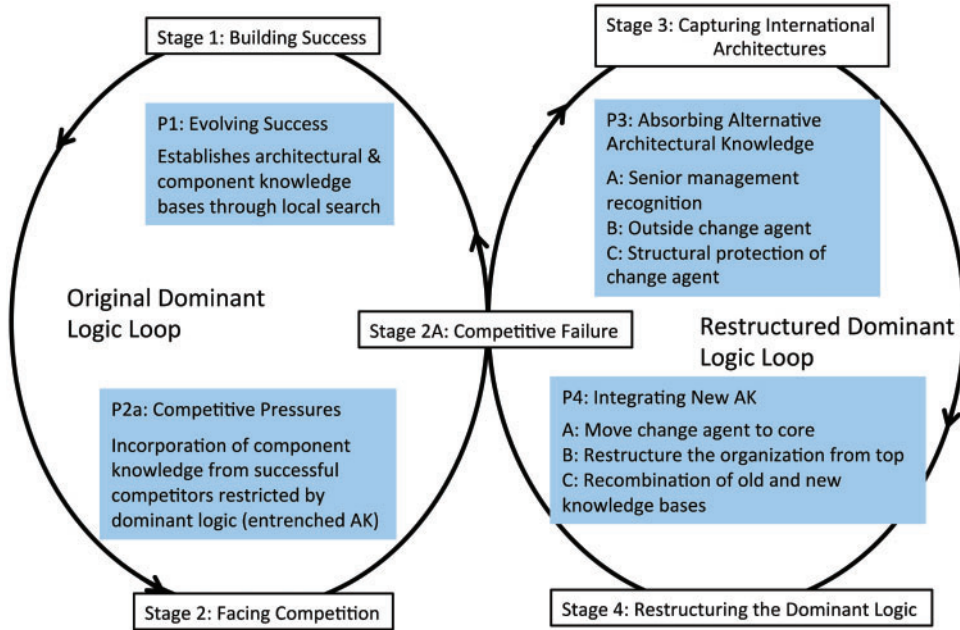 Stage 1: Building Success
P1: Evolving Success
Establishes architectural &
component knowledge
bases through local search
Original Dominant
Logic Loop
P2a: Competitive Pressures
Incorporation of component
knowledge from successful
competitors restricted by
dominant logic (entrenched AK)
Stage 2: Facing Competition
Stage 2A: Competitive Failure
Stage 3: Capturing International
Architectures
P3: Absorbing Alternative
Architectural Knowledge
A: Senior management
recognition
B: Outside change agent
C: Structural protection of
change agent
Restructured Dominant
Logic Loop
P4: Integrating New AK
A: Move change agent to core
B: Restructure the organization from top
C: Recombination of old and new
knowledge bases
Stage 4: Restructuring the Dominant Logic